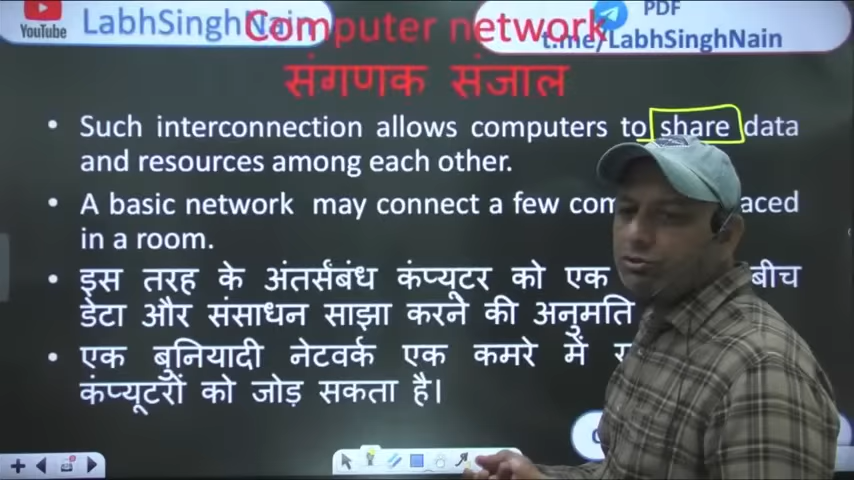 YouTube
LabhSinghNain
Computer network
PDF
t.me/LabhSinghNain
संगणक संजाल
• Such interconnection allows computers to share data
and resources among each other.
• A basic network may connect a few
in a room.
• इस तरह के अंतर्संबंध कंप्यूटर को एक बीच
डेटा और संसाधन साझा करने की अनुमति
• एक बुनियादी नेटवर्क एक कमरे में
कंप्यूटरों को जोड़ सकता है।